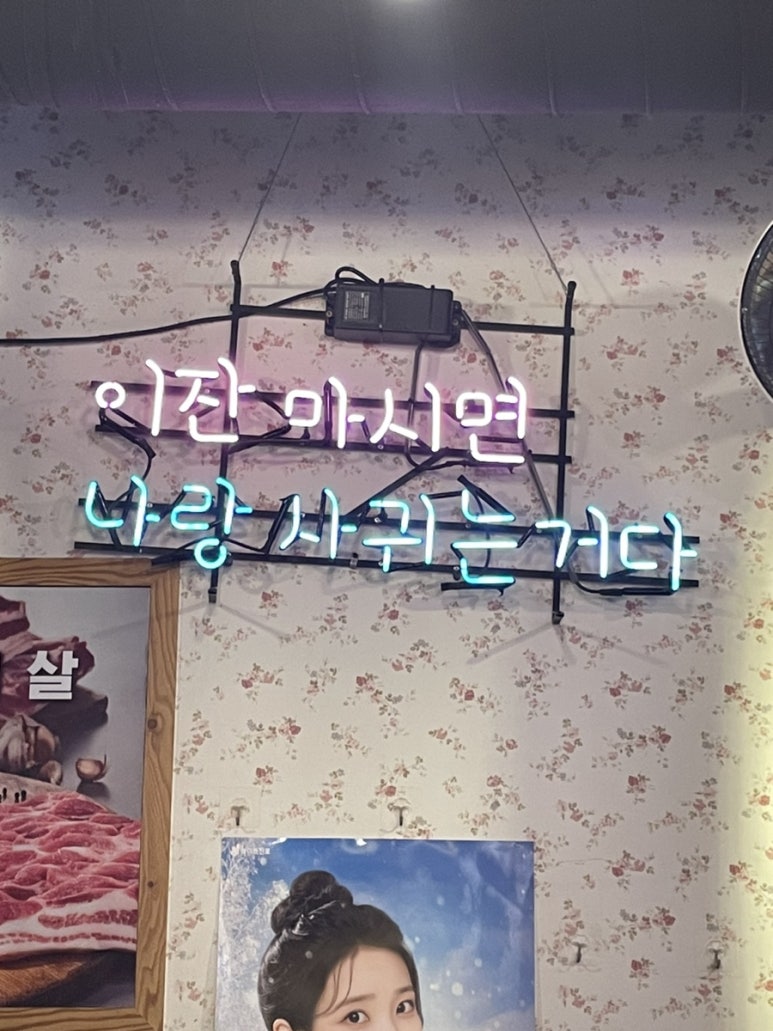 이잔 마시면
나랑 사귀는거다
살